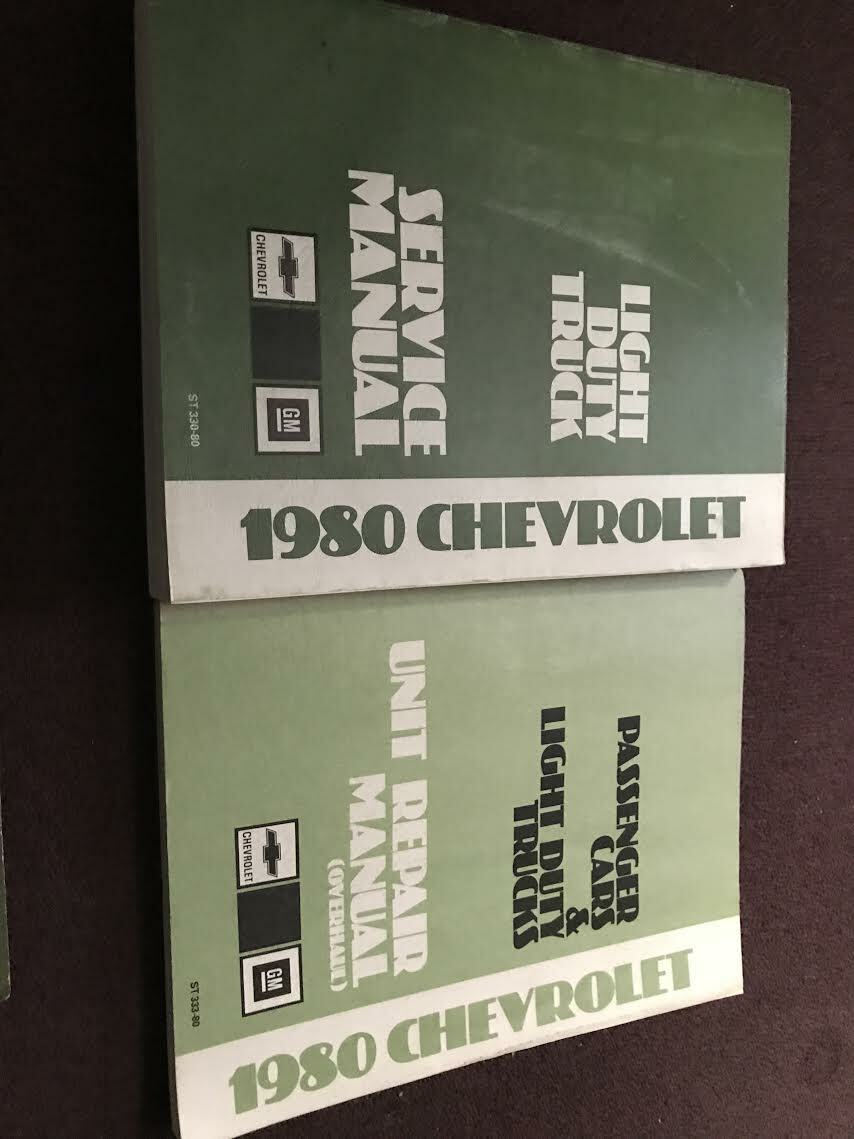 1980 CHEVROLET
LIGHT
DUTY
TRUCK
SERVICE
MANUAL
CHEVROLET
GM
ST 330-80
1980 CHEVROLET
PASSENGER
CARS
&
LIGHT DUTY
TRUCKS
UNIT REPAIR
MANUAL
(OVERHAUL)
CHEVROLET
GM
ST 333-80